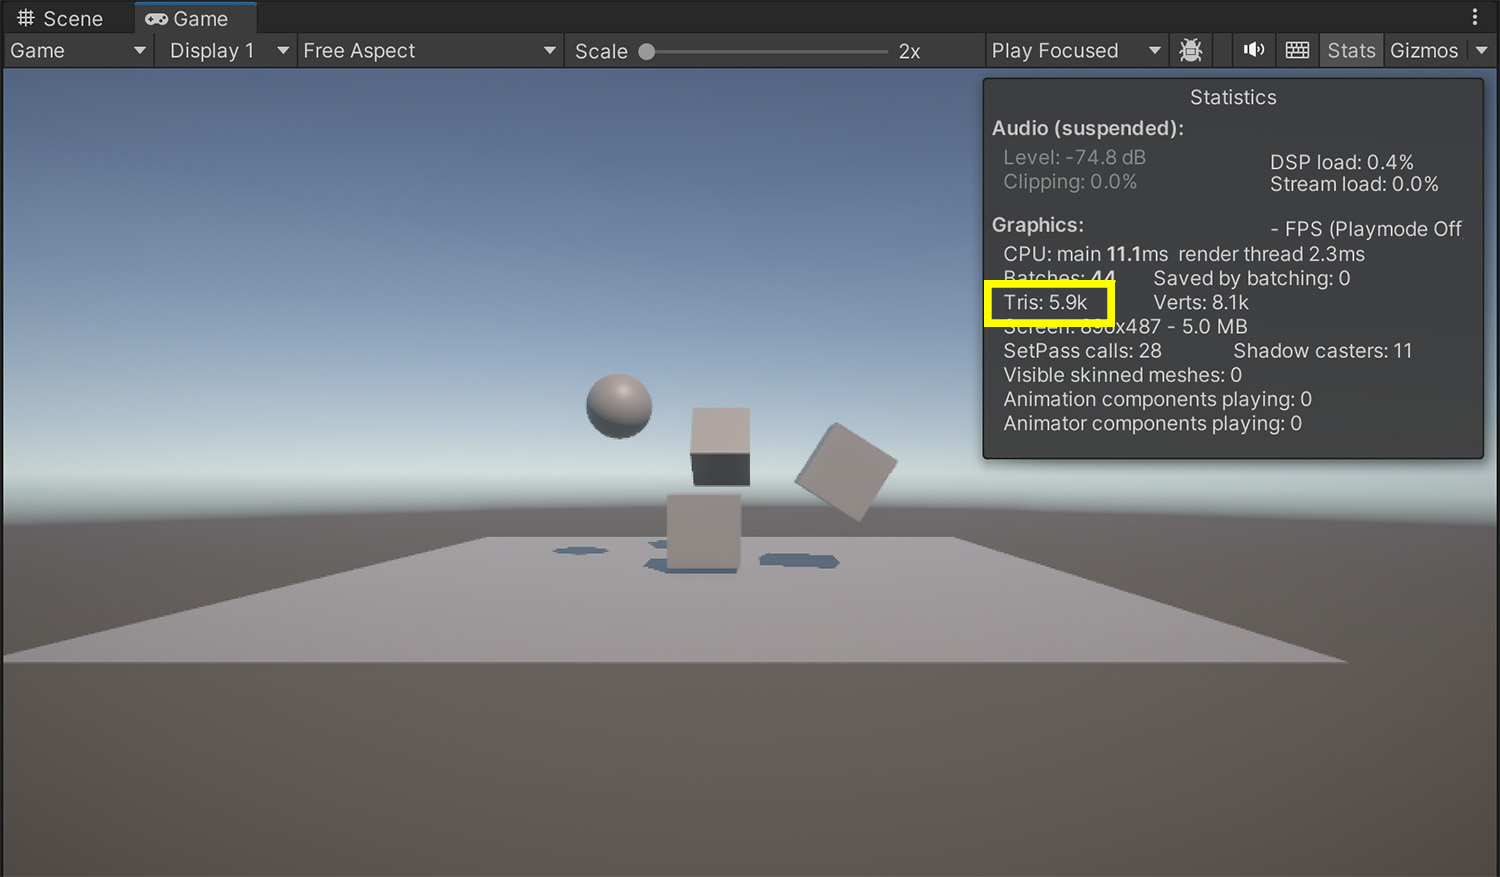 Scene Game
Game Display 1 Free Aspect Scale 2x Play Focused Stats Gizmos
Statistics
Audio (suspended):
Level: -74.8 dB DSP load: 0.4%
Clipping: 0.0% Stream load: 0.0%
Graphics: - FPS (Playmode Off
CPU: main 11.1ms render thread 2.3ms
Batches: 44 Saved by batching: 0
Tris: 5.9k Verts: 8.1k
Screen: 898x487 - 5.0 MB
SetPass calls: 28 Shadow casters: 11
Visible skinned meshes: 0
Animation components playing: 0
Animator components playing: 0